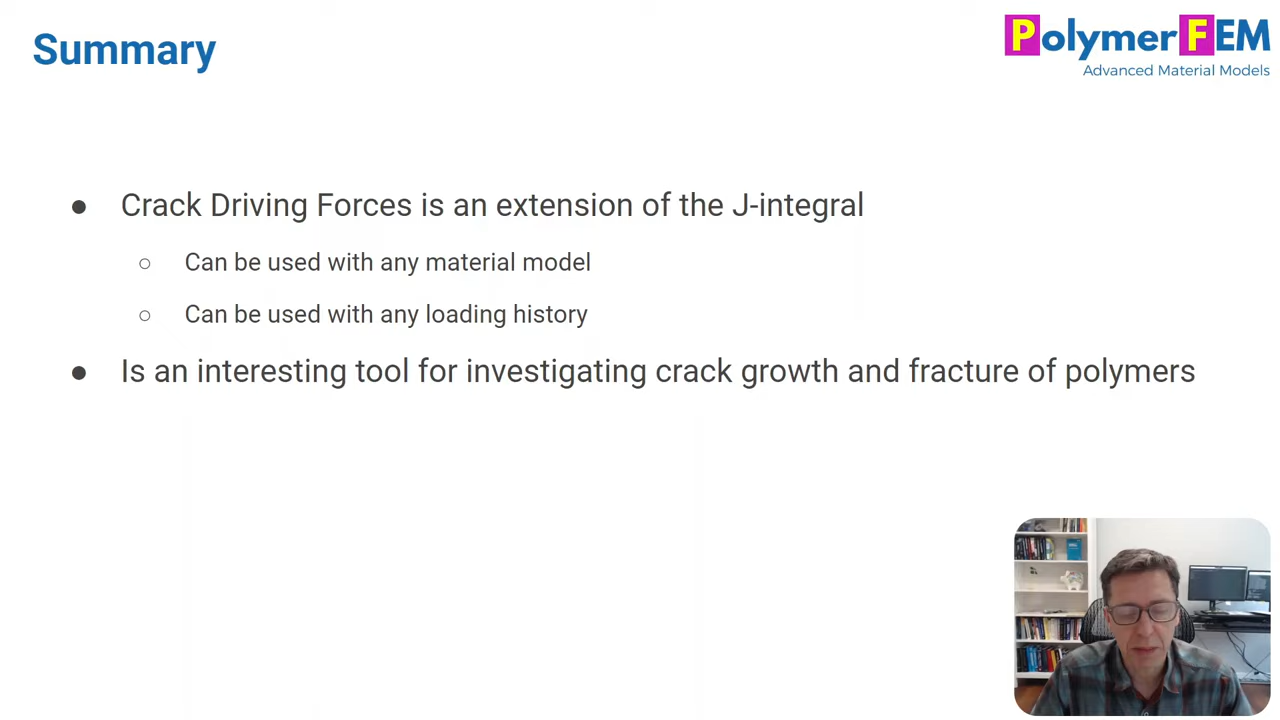 Summary
PolymerFEM
Advanced Material Models
Crack Driving Forces is an extension of the J-integral
Can be used with any material model
Can be used with any loading history
Is an interesting tool for investigating crack growth and fracture of polymers